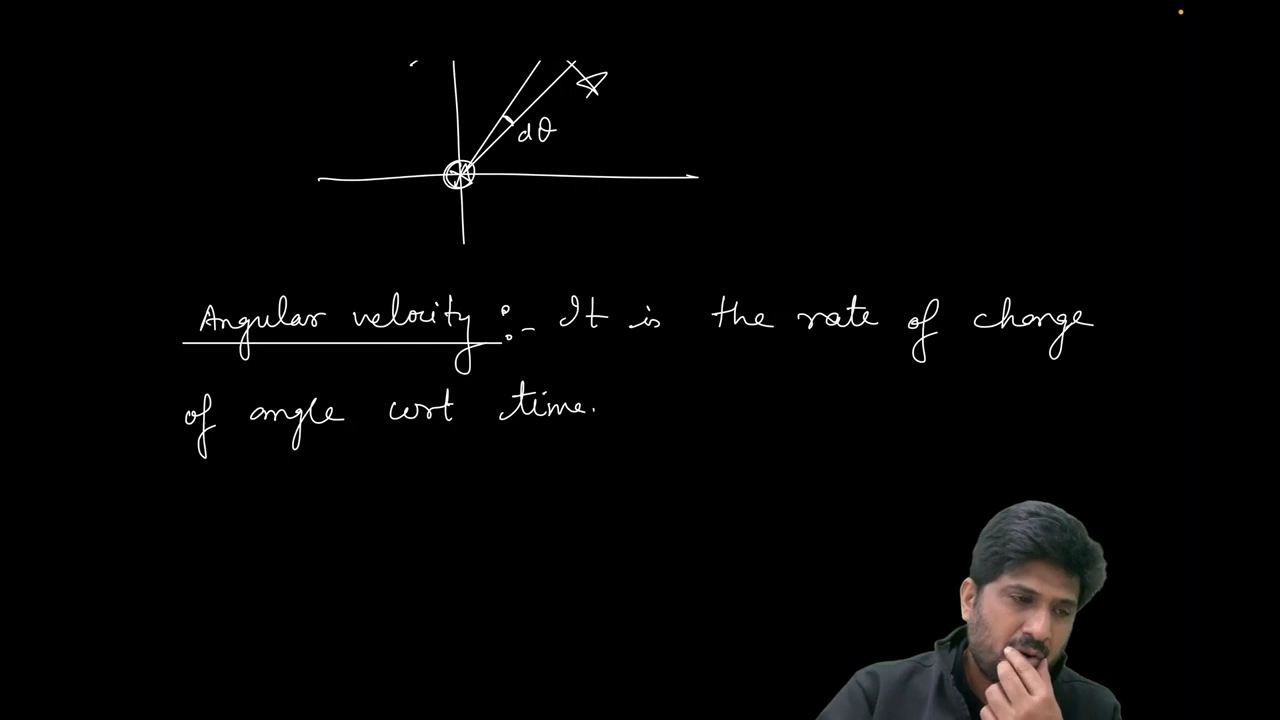 dθ
Angular velocity :- It is the rate of change
of angle wrt time.